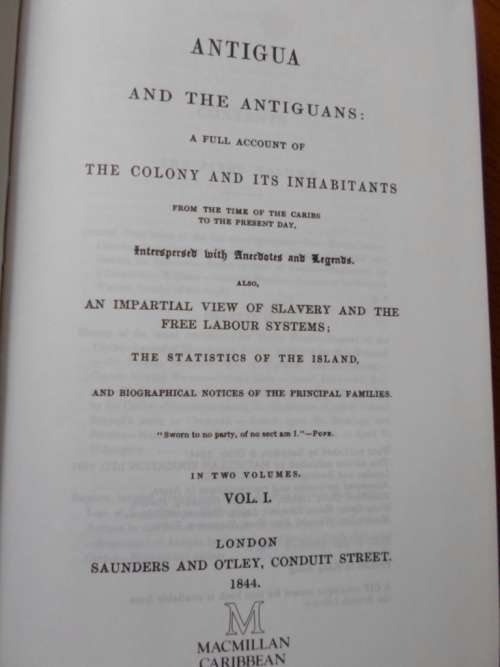 ANTIGUA
AND THE ANTIGUANS:
A FULL ACCOUNT OF
THE COLONY AND ITS INHABITANTS
FROM THE TIME OF THE CARIBS
TO THE PRESENT DAY,
Interspersed with Anecdotes and Legends.
ALSO,
AN IMPARTIAL VIEW OF SLAVERY AND THE
FREE LABOUR SYSTEMS;
THE STATISTICS OF THE ISLAND,
AND BIOGRAPHICAL NOTICES OF THE PRINCIPAL FAMILIES.
"Sworn to no party, of no sect am I."—POPE.
IN TWO VOLUMES.
VOL. I.
LONDON
SAUNDERS AND OTLEY, CONDUIT STREET.
1844.
M
MACMILLAN
CARIBBEAN